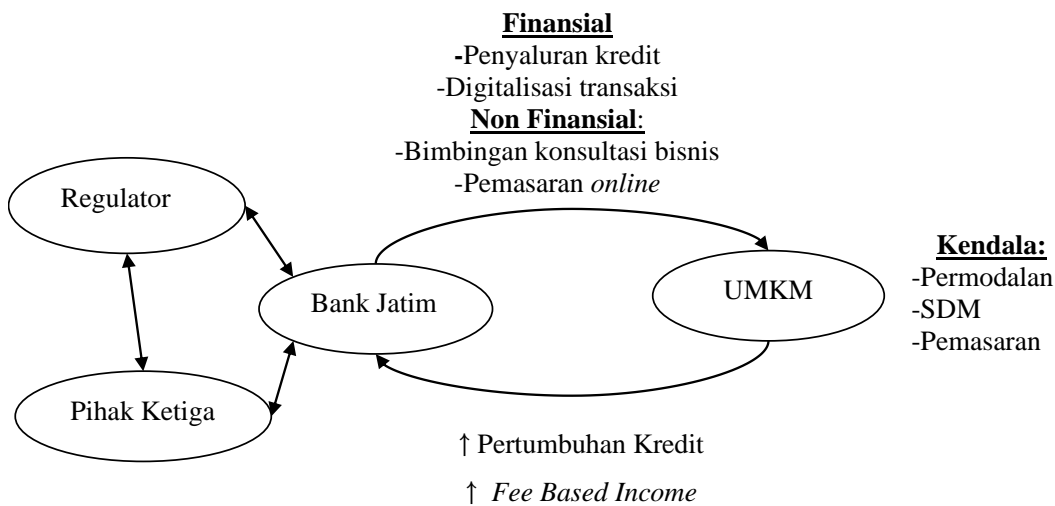 Finansial
-Penyaluran kredit
-Digitalisasi transaksi
Non Finansial:
-Bimbingan konsultasi bisnis
-Pemasaran online
Regulator
Bank Jatim
UMKM
Kendala:
-Permodalan
-SDM
-Pemasaran
Pihak Ketiga
↑ Pertumbuhan Kredit
↑ Fee Based Income